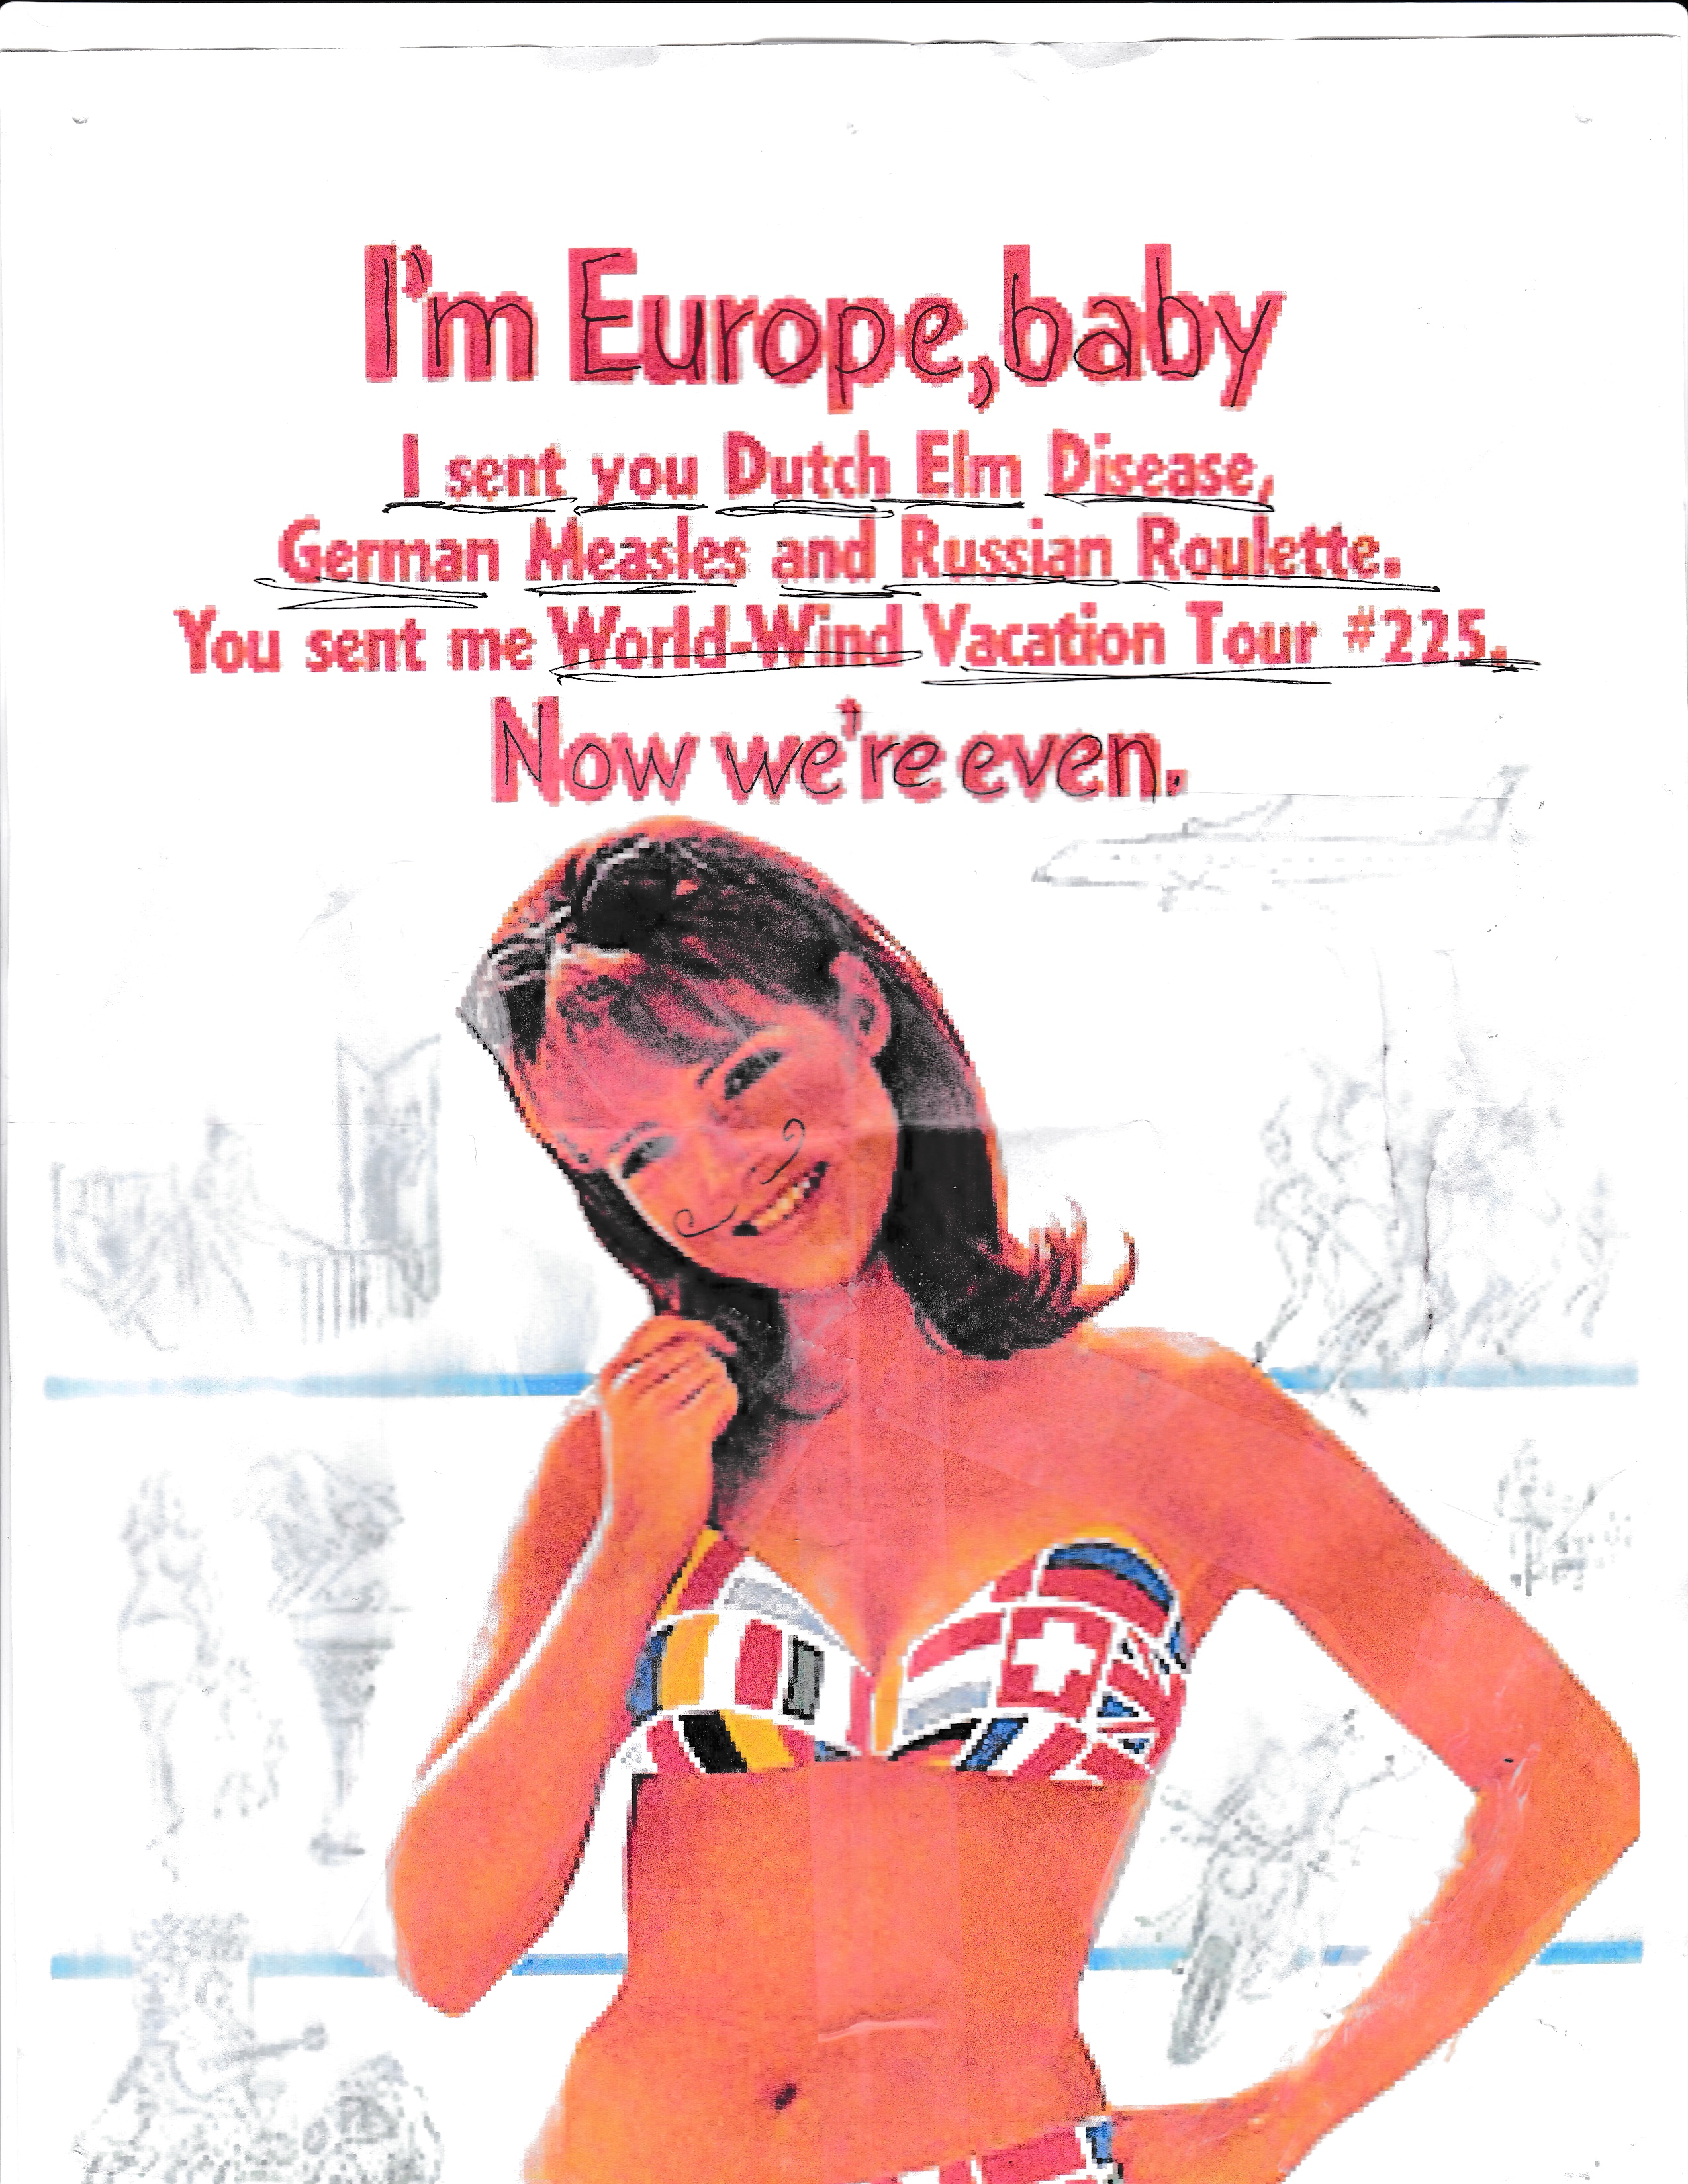 I'm Europe, baby
I sent you Dutch Elm Disease,
German Measles and Russian Roulette.
You sent me World-Wind Vacation Tour #225.
Now we're even.